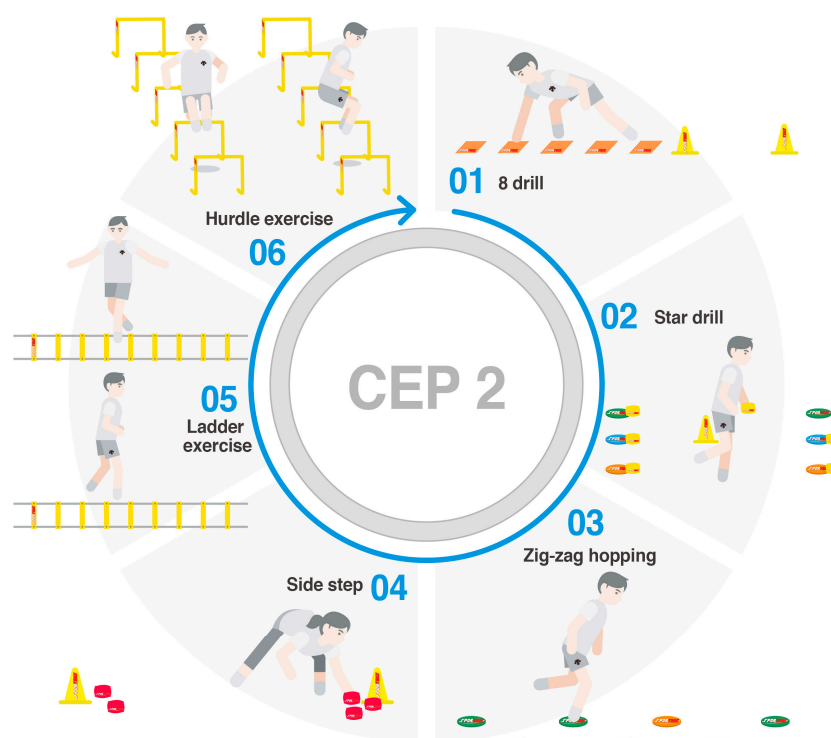 01 8 drill
02 Star drill
03
Zig-zag hopping
Side step 04
05
Ladder
exercise
Hurdle exercise
06
CEP 2